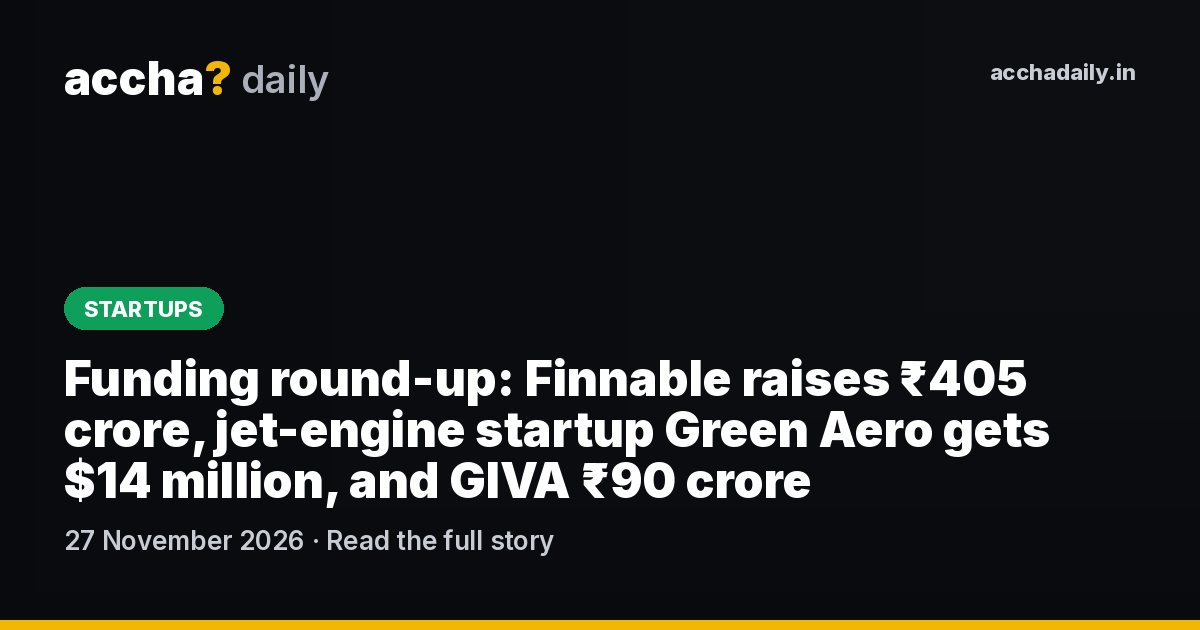 accha? daily
acchadaily.in
STARTUPS
Funding round-up: Finnable raises ₹405
crore, jet-engine startup Green Aero gets
$14 million, and GIVA ₹90 crore
27 November 2026 · Read the full story